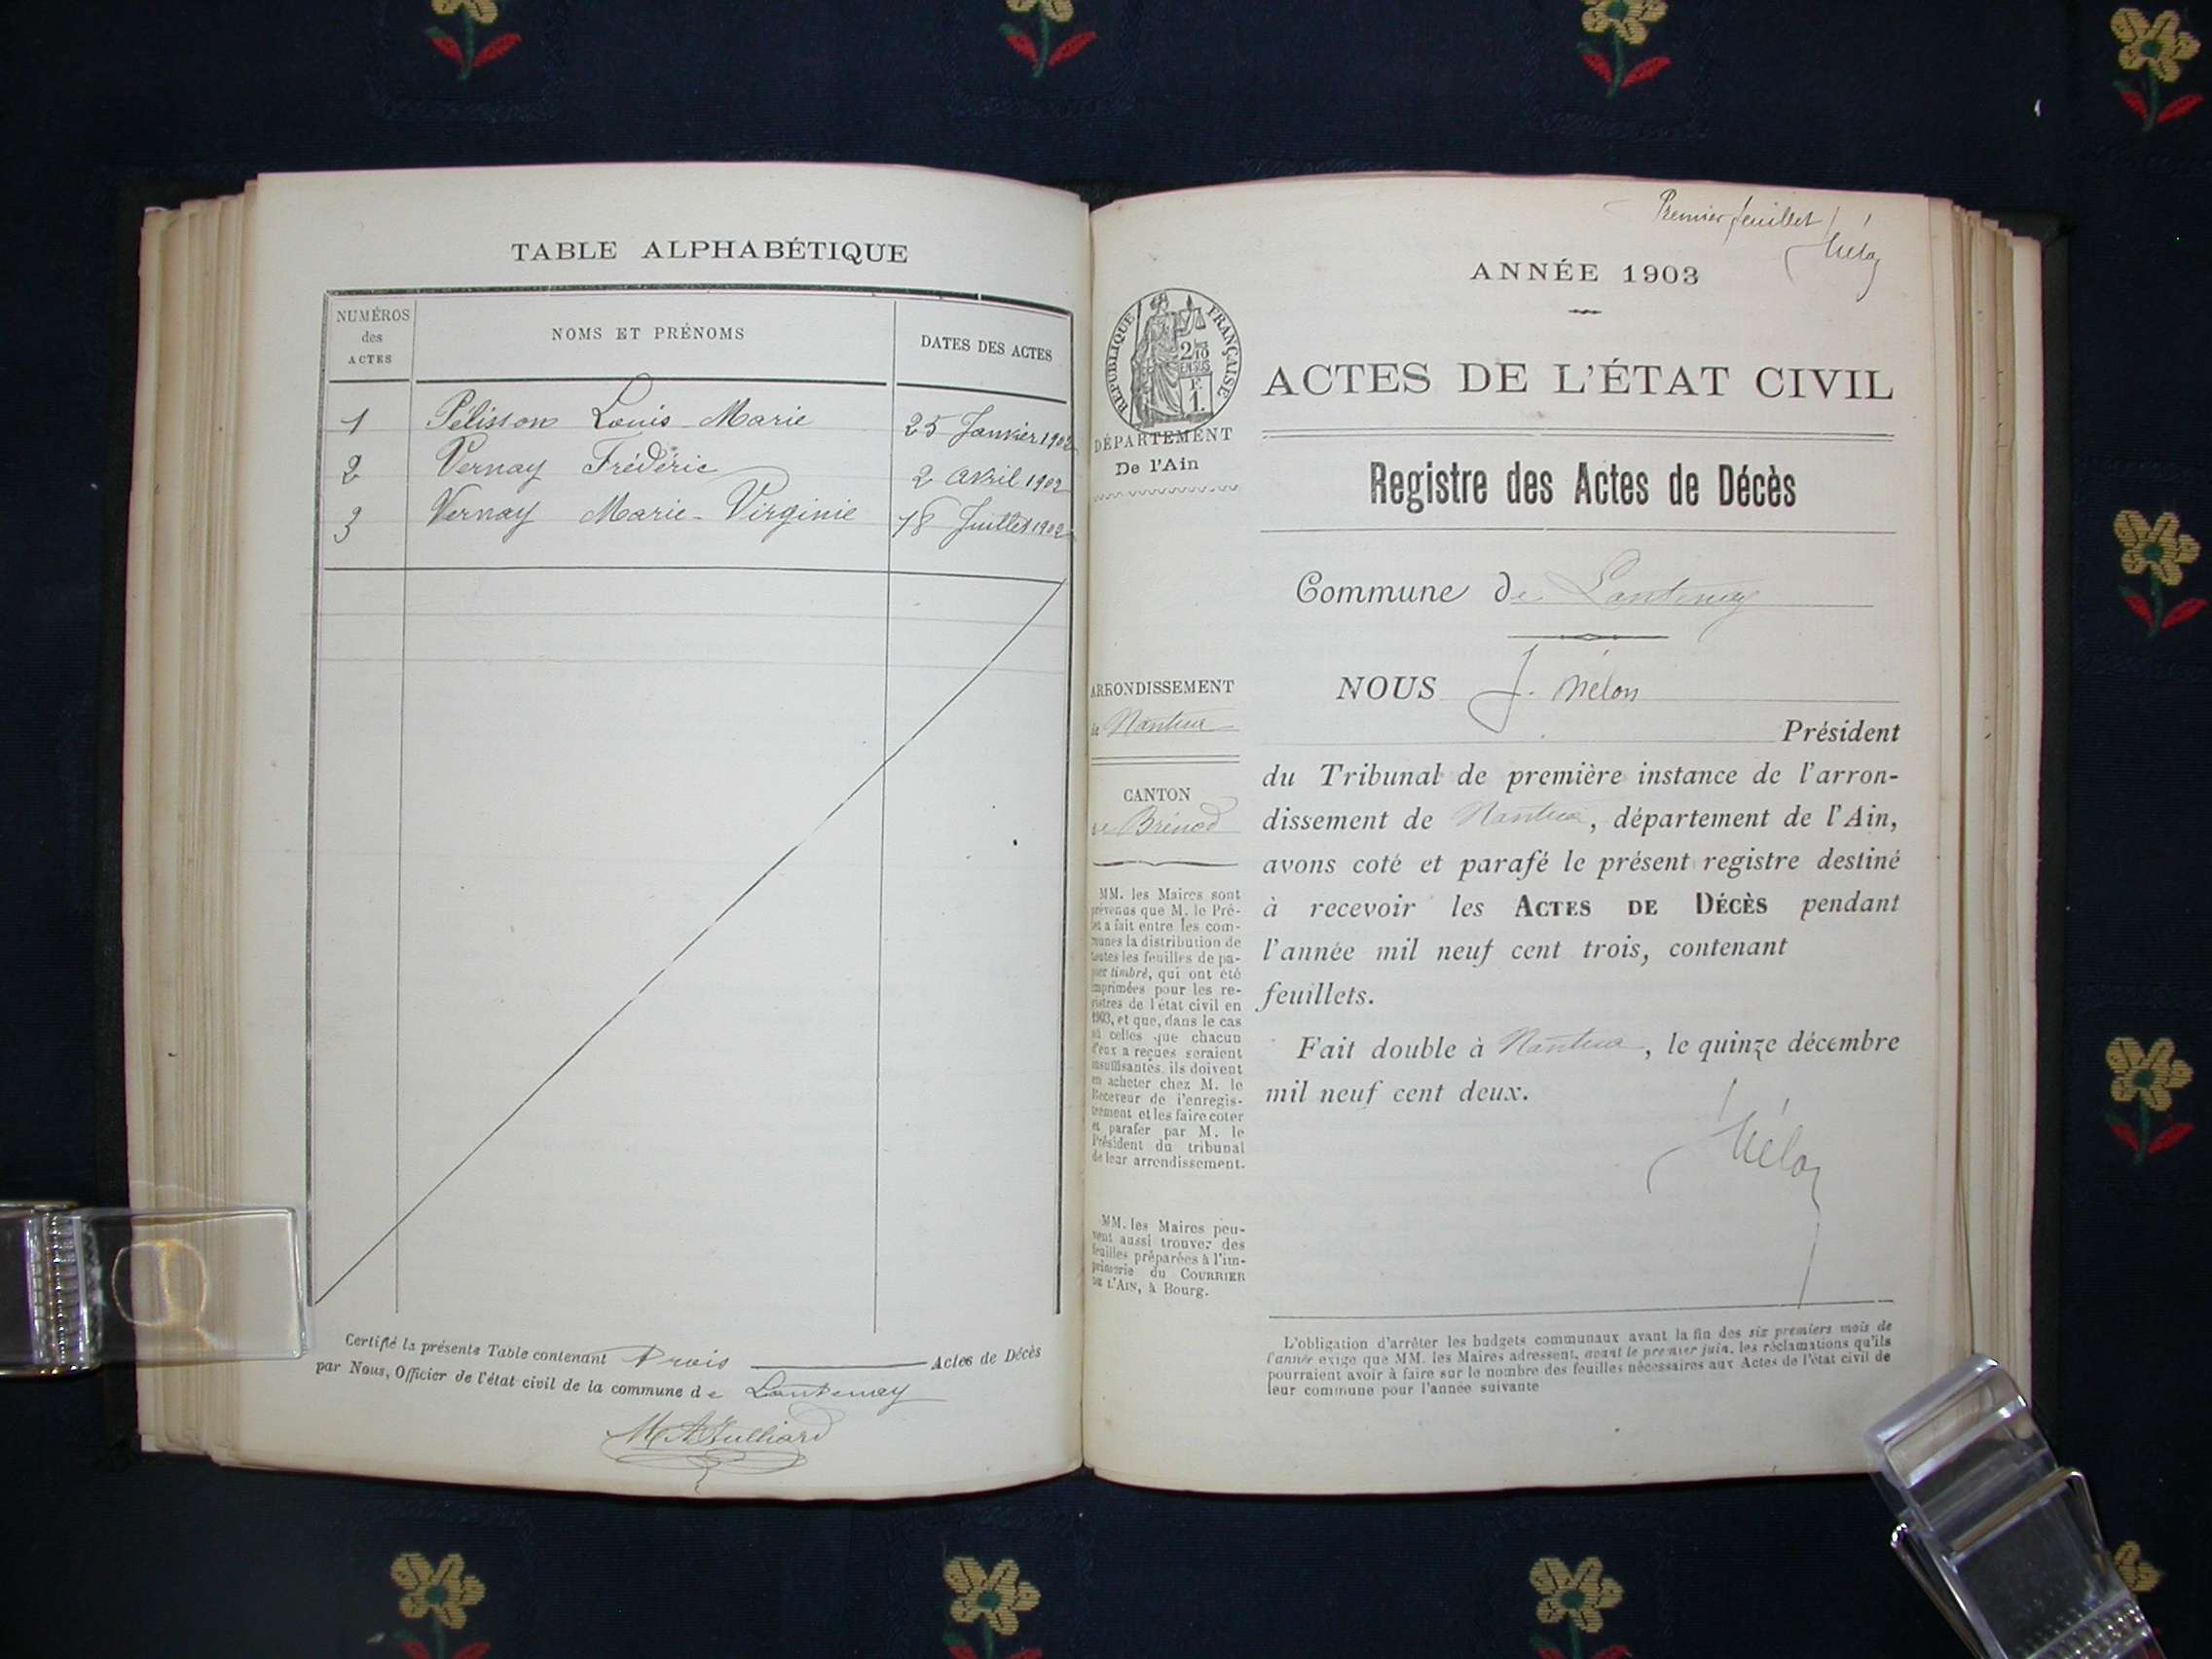 TABLE ALPHABÉTIQUE
NUMÉROS
des
ACTES
NOMS ET PRÉNOMS
DATES DES ACTES
1 Pélisson Louis Marie 25 Janvier 1902
2 Vernay Frédéric 2 avril 1902
3 Vernay Marie-Virginie 18 Juillet 1902
Certifié la présente Table contenant trois Actes de Décès
par Nous, Officier de l'état civil de la commune de Lantenay
Premier feuillet
ANNÉE 1903
RÉPUBLIQUE FRANÇAISE
2/10
EN SUS
F.
1.
ACTES DE L'ÉTAT CIVIL
DÉPARTEMENT
De l'Ain
Registre des Actes de Décès
Commune de Lantenay
NOUS J. Nélon
Président
ARRONDISSEMENT
de Nantua
CANTON
de Brénod
du Tribunal de première instance de l'arron-
dissement de Nantua, département de l'Ain,
avons coté et parafé le présent registre destiné
à recevoir les ACTES DE DÉCÈS pendant
l'année mil neuf cent trois, contenant
feuillets.
Fait double à Nantua, le quinze décembre
mil neuf cent deux.
MM. les Maires sont
prévenus que M. le Pré-
fet a fait entre les com-
munes la distribution de
toutes les feuilles de pa-
pier timbré, qui ont été
imprimées pour les re-
gistres de l'état civil en
1903, et que, dans le cas
où celles que chacun
d'eux a reçues seraient
insuffisantes, ils doivent
en acheter chez M. le
Receveur de l'enregis-
trement et les faire coter
et parafer par M. le
Président du tribunal
de leur arrondissement.
MM. les Maires peu-
vent aussi trouver des
feuilles préparées à l'im-
primerie du COURRIER
DE L'AIN, à Bourg.
L'obligation d'arrêter les budgets communaux avant la fin des six premiers mois de
l'année exige que MM. les Maires adressent, avant le premier juin, les réclamations qu'ils
pourraient avoir à faire sur le nombre des feuilles nécessaires aux Actes de l'état civil de
leur commune pour l'année suivante